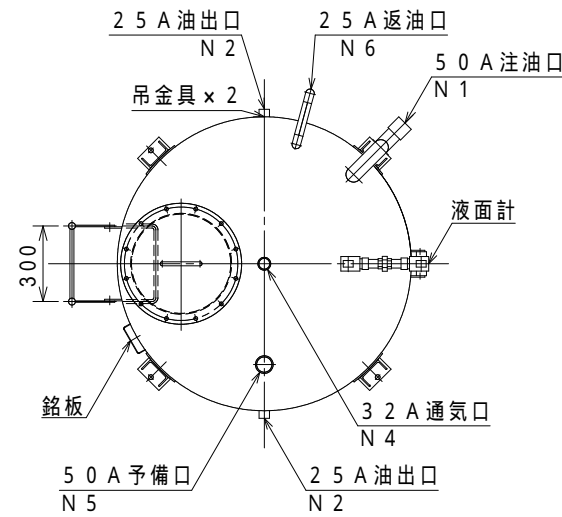 ２５Ａ油出口
Ｎ２
２５Ａ返油口
Ｎ６
５０Ａ注油口
Ｎ１
吊金具×２
液面計
３００
銘板
３２Ａ通気口
Ｎ４
５０Ａ予備口
Ｎ５
２５Ａ油出口
Ｎ２